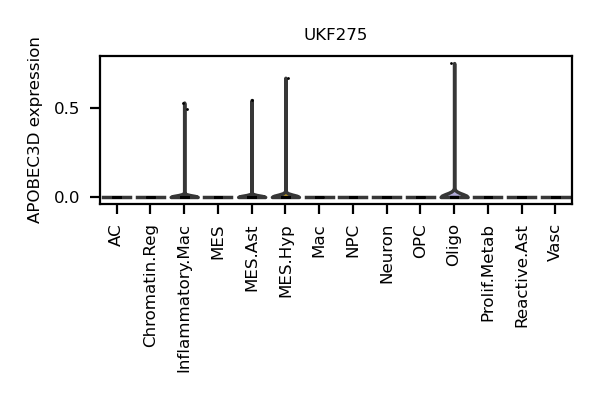 UKF275
APOBEC3D expression
0.5
0.0
AC
Chromatin.Reg
Inflammatory.Mac
MES
MES.Ast
MES.Hyp
Mac
NPC
Neuron
OPC
Oligo
Prolif.Metab
Reactive.Ast
Vasc